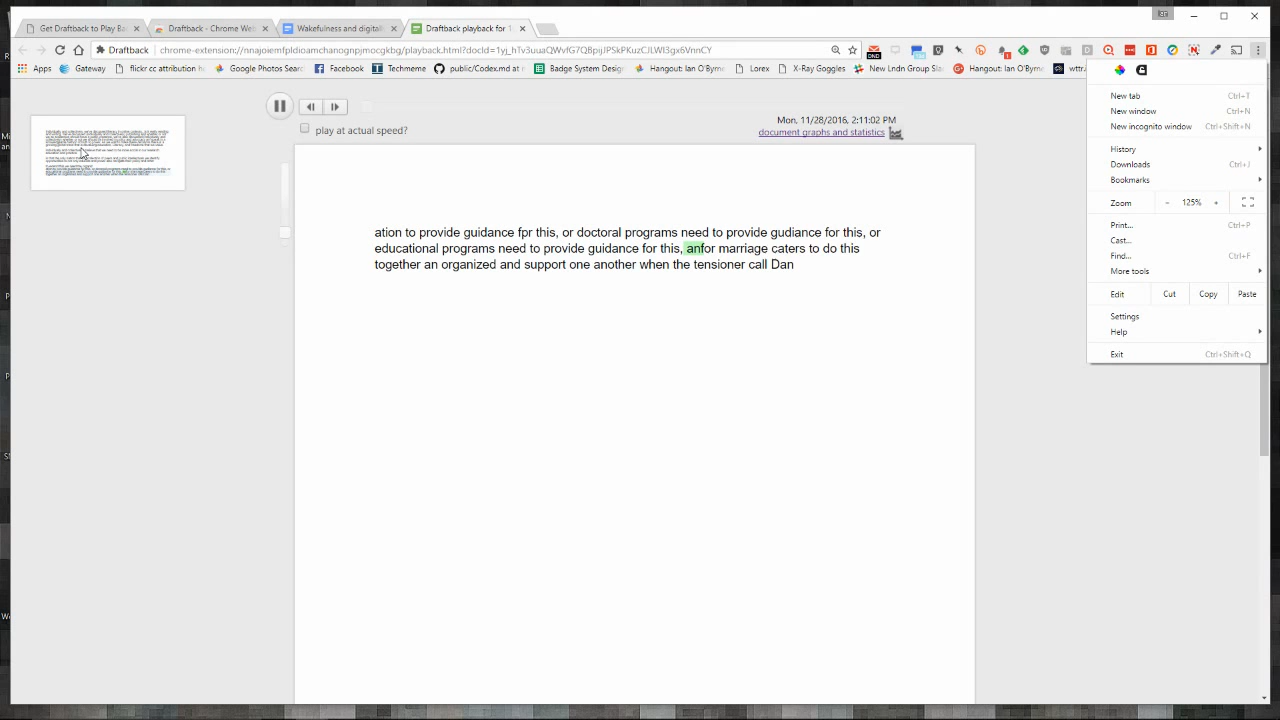 Get Draftback to Play Ba
Draftback - Chrome Web
Wakefulness and digitall
Draftback playback for 1
Draftback
chrome-extension://nnajoiemfpldioamchanognpjmocgkbg/playback.html?docId=1yj_hTv3uuaQWvfG7QBpijPSkPKuzCJLWI3gx6VnnCY
Apps
Gateway
flickr cc attribtution h
Google Photos Searc
Facebook
Techmeme
public/Codex.md at m
Badge System Design
Hangout: Ian O'Byrne
Lorex
X-Ray Goggles
New Lndn Group Sla
Hangout: Ian O'Byrne
wttr.
New tab Ctrl+T
New window Ctrl+N
New incognito window Ctrl+Shift+N
History
Downloads Ctrl+J
Bookmarks
Zoom - 125% +
Print... Ctrl+P
Cast...
Find... Ctrl+F
More tools
Edit Cut Copy Paste
Settings
Help
Exit Ctrl+Shift+Q
play at actual speed?
Mon, 11/28/2016, 2:11:02 PM
document graphs and statistics
ation to provide guidance fpr this, or doctoral programs need to provide gudiance for this, or
educational programs need to provide guidance for this, anfor marriage caters to do this
together an organized and support one another when the tensioner call Dan